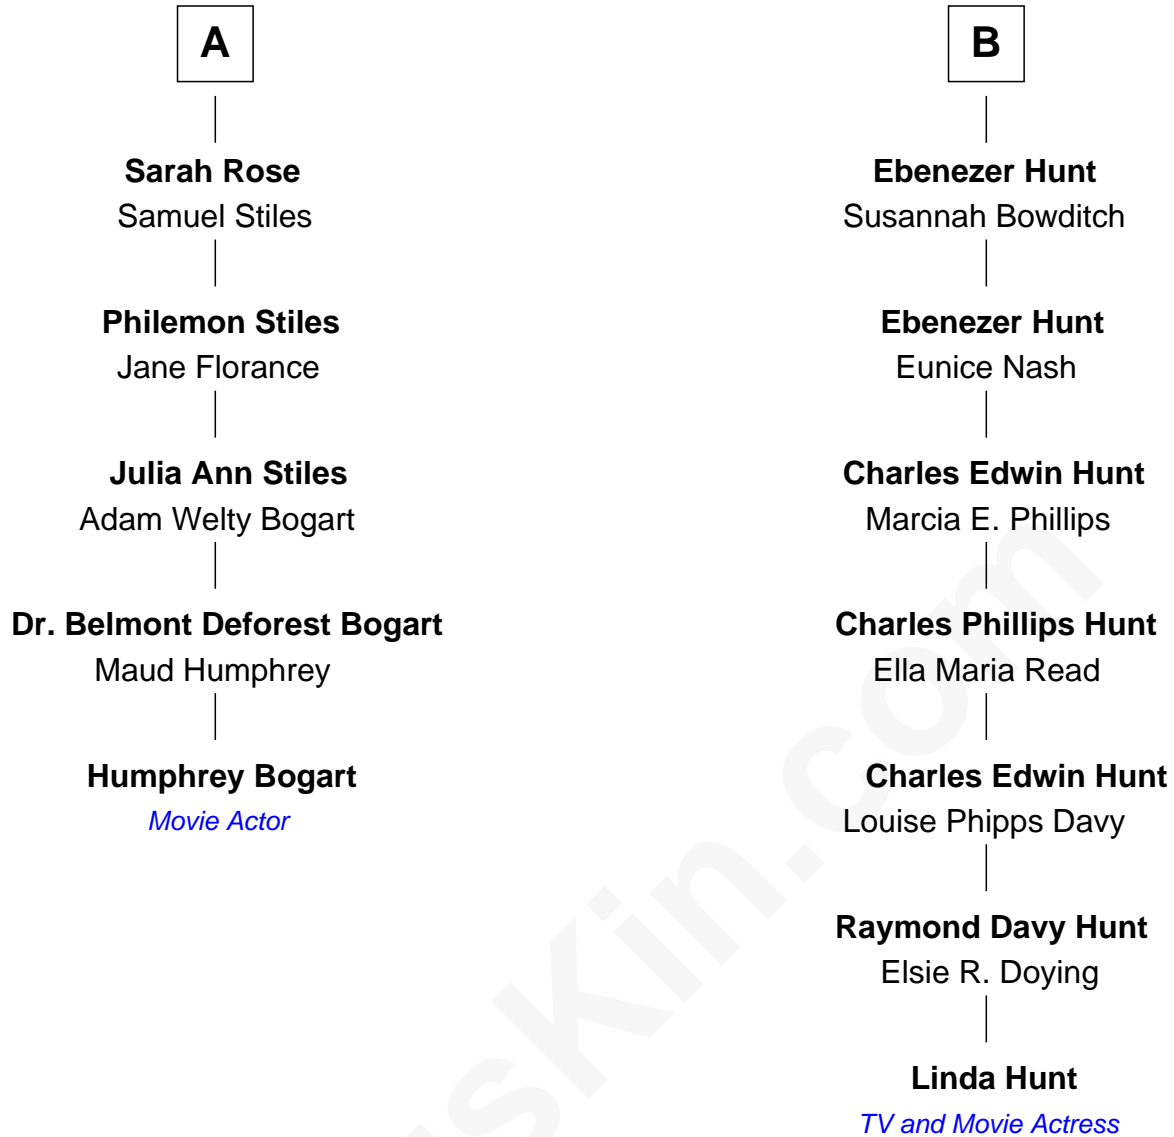 A
Sarah Rose
Samuel Stiles
Philemon Stiles
Jane Florance
Julia Ann Stiles
Adam Welty Bogart
Dr. Belmont Deforest Bogart
Maud Humphrey
Humphrey Bogart
Movie Actor
B
Ebenezer Hunt
Susannah Bowditch
Ebenezer Hunt
Eunice Nash
Charles Edwin Hunt
Marcia E. Phillips
Charles Phillips Hunt
Ella Maria Read
Charles Edwin Hunt
Louise Phipps Davy
Raymond Davy Hunt
Elsie R. Doying
Linda Hunt
TV and Movie Actress
usKin.com